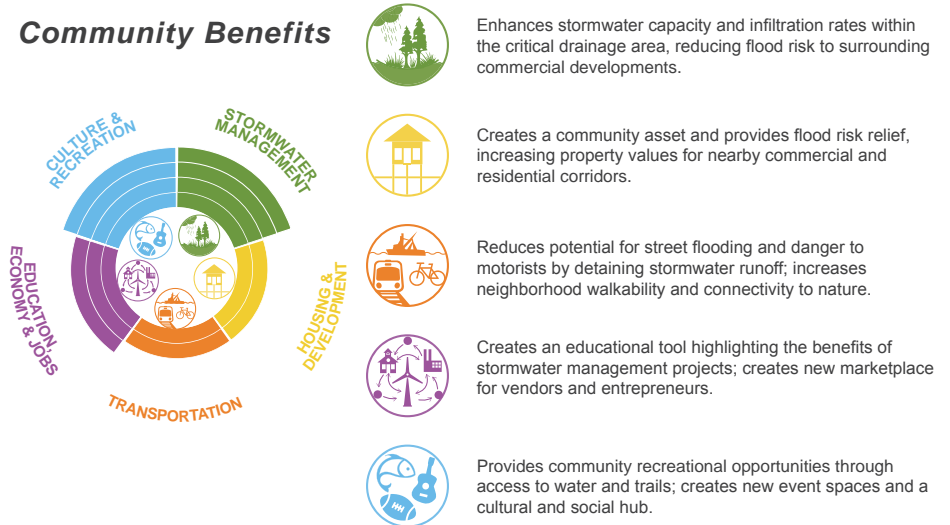 Community Benefits
CULTURE &
RECREATION
STORMWATER
MANAGEMENT
EDUCATION,
ECONOMY & JOBS
HOUSING &
DEVELOPMENT
TRANSPORTATION
Enhances stormwater capacity and infiltration rates within
the critical drainage area, reducing flood risk to surrounding
commercial developments.
Creates a community asset and provides flood risk relief,
increasing property values for nearby commercial and
residential corridors.
Reduces potential for street flooding and danger to
motorists by detaining stormwater runoff; increases
neighborhood walkability and connectivity to nature.
Creates an educational tool highlighting the benefits of
stormwater management projects; creates new marketplace
for vendors and entrepreneurs.
Provides community recreational opportunities through
access to water and trails; creates new event spaces and a
cultural and social hub.